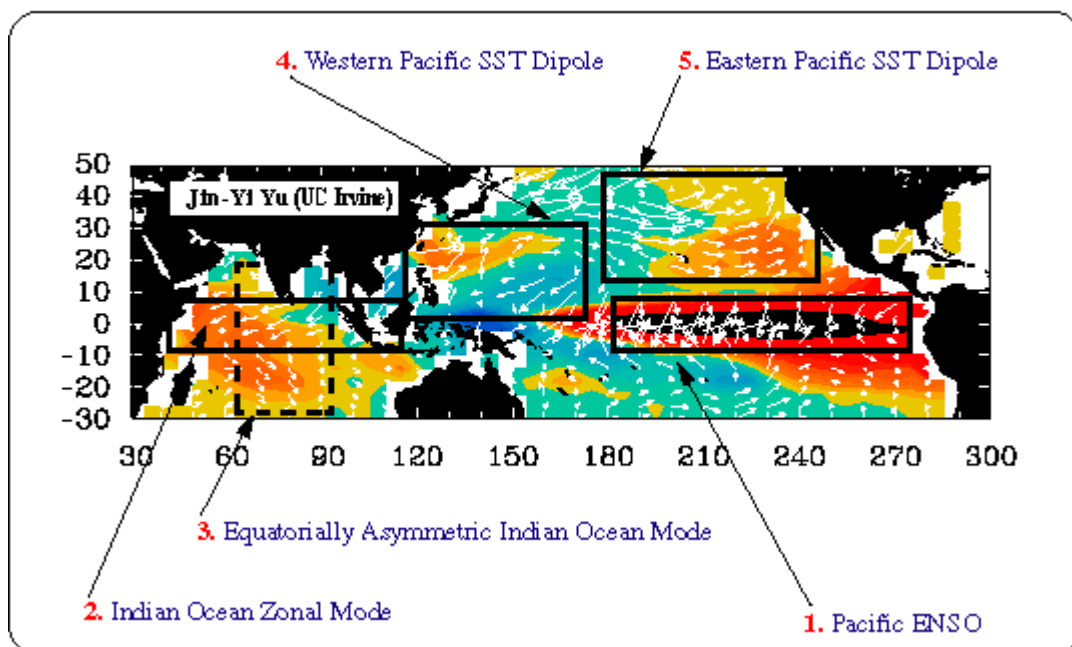 4. Western Pacific SST Dipole
5. Eastern Pacific SST Dipole
50
40
30
20
10
0
-10
-20
-30
Jin-Yi Yu (UC Irvine)
30 60 90 120 150 180 210 240 270 300
3. Equatorially Asymmetric Indian Ocean Mode
2. Indian Ocean Zonal Mode
1. Pacific ENSO